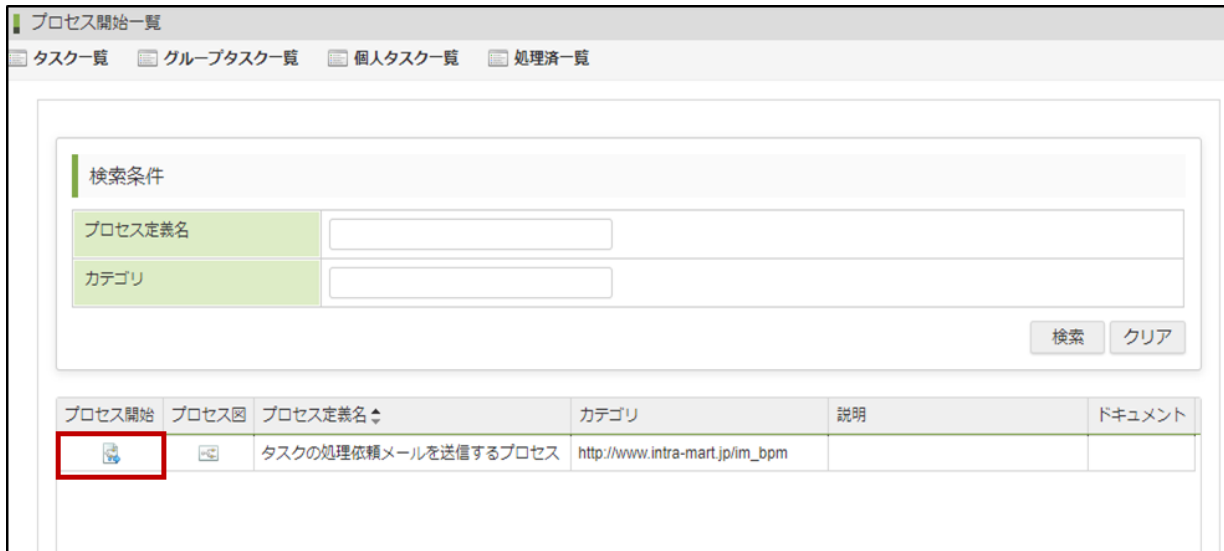 プロセス開始一覧
タスク一覧 グループタスク一覧 個人タスク一覧 処理済一覧
検索条件
プロセス定義名
カテゴリ
検索 クリア
プロセス開始 プロセス図 プロセス定義名 カテゴリ 説明 ドキュメント
タスクの処理依頼メールを送信するプロセス http://www.intra-mart.jp/im_bpm